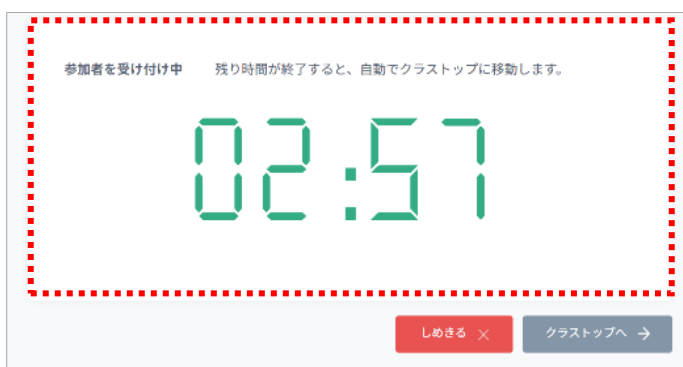 参加者を受け付け中 残り時間が終了すると、自動でクラストップに移動します。
02:57
しめきる ×
クラストップへ →